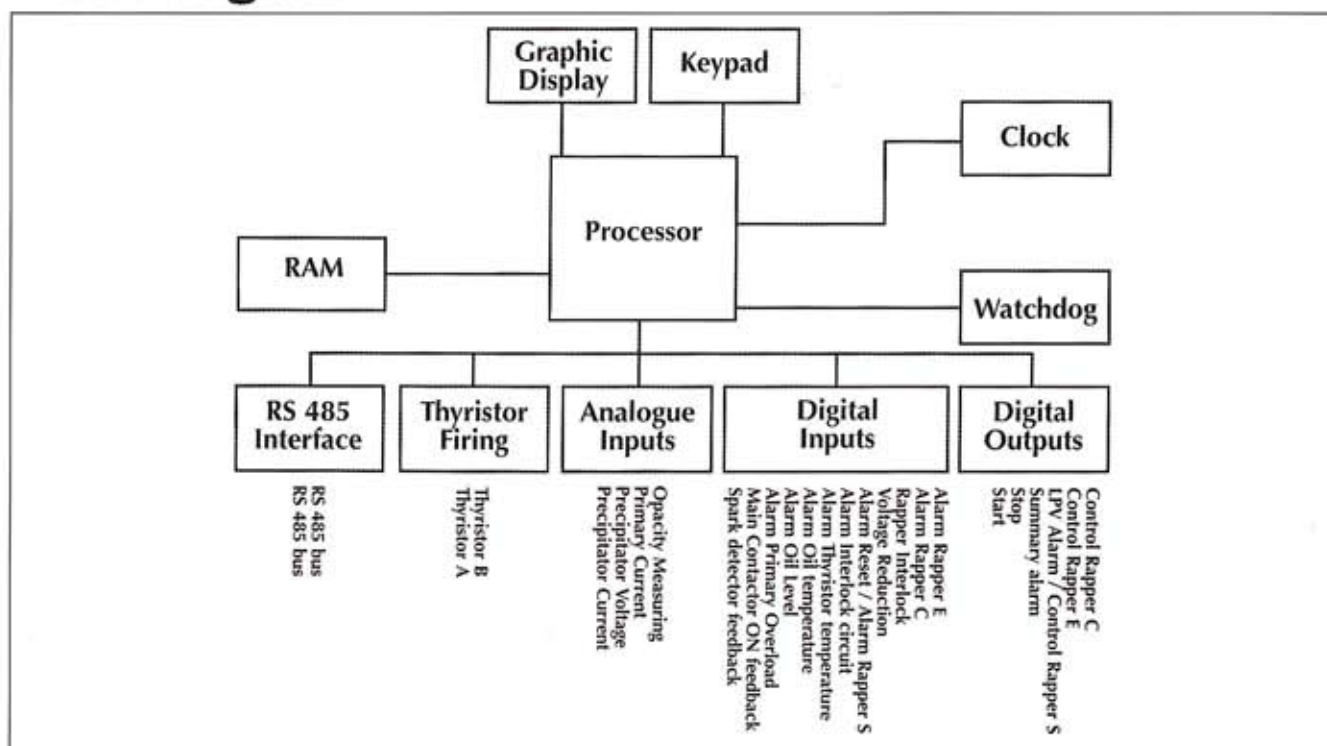 Graphic
Display
Keypad
Clock
Processor
RAM
Watchdog
RS 485
Interface
Thyristor
Firing
Analogue
Inputs
Digital
Inputs
Digital
Outputs
RS 485 bus
RS 485 bus
Thyristor B
Thyristor A
Opacity Measuring
Primary Current
Precipitator Voltage
Precipitator Current
Alarm Rapper E
Alarm Rapper C
Rapper Interlock
Voltage Reduction
Alarm Reset / Alarm Rapper S
Alarm Interlock circuit
Alarm Thyristor temperature
Alarm Oil temperature
Alarm Oil Level
Alarm Primary Overload
Main Contactor ON feedback
Spark detector feedback
Control Rapper C
Control Rapper E
LPV Alarm / Control Rapper S
Summary alarm
Stop
Start